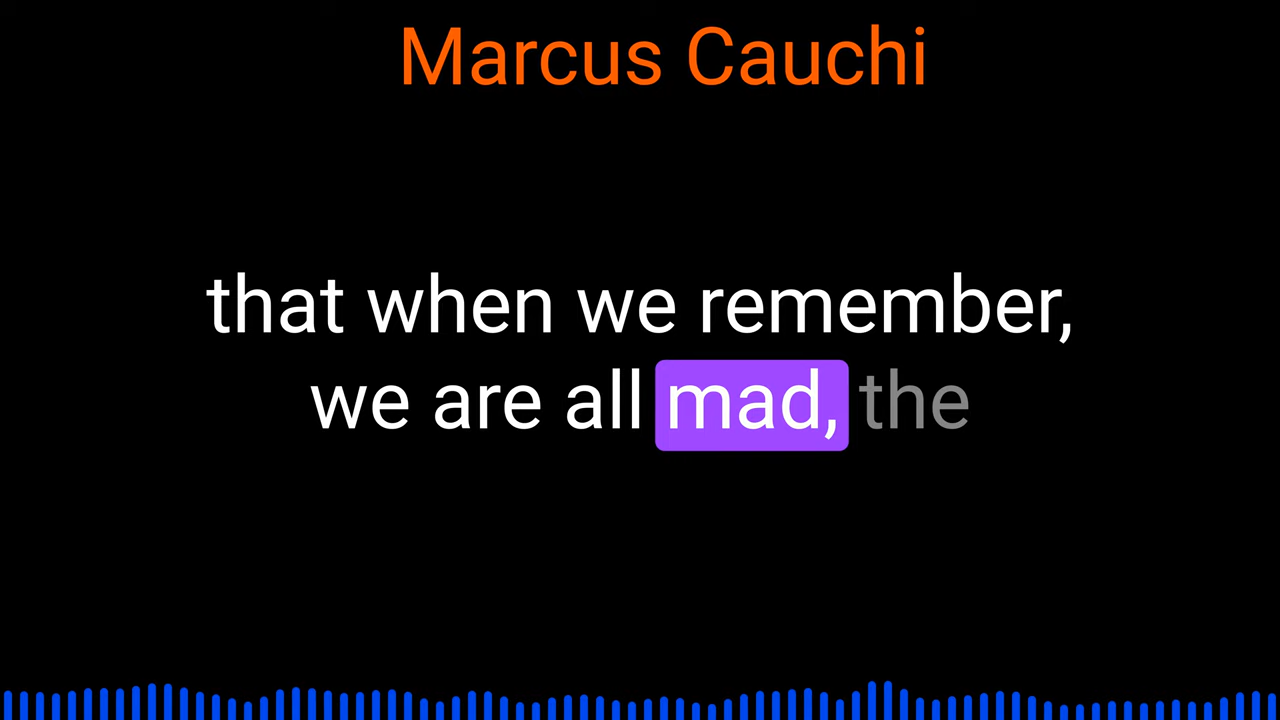 Marcus Cauchi
that when we remember,
we are all mad, the